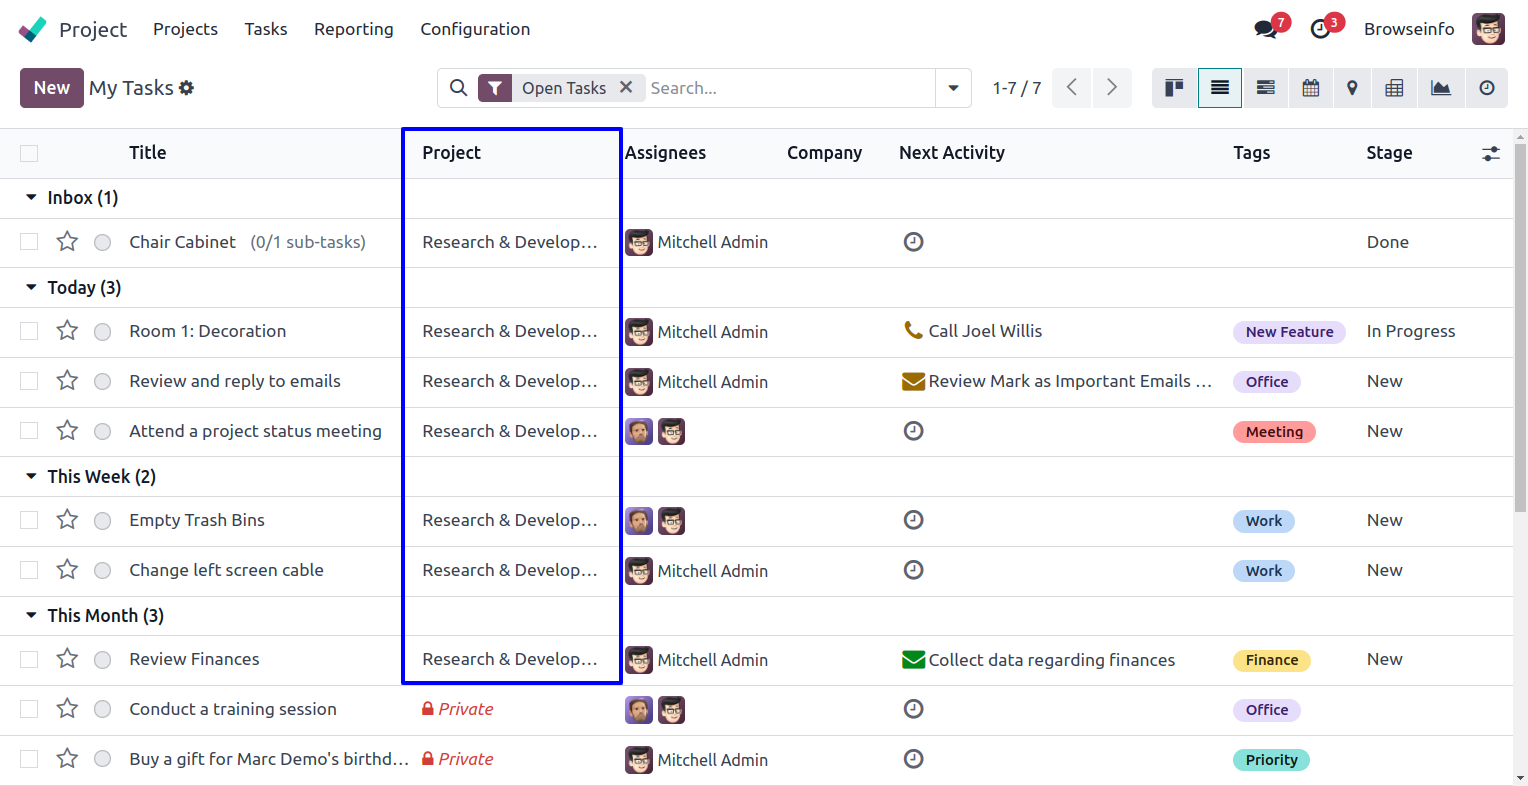 Project Projects Tasks Reporting Configuration 7 3 Browseinfo
New My Tasks Open Tasks Search... 1-7 / 7
Title Project Assignees Company Next Activity Tags Stage
Inbox (1)
Chair Cabinet (0/1 sub-tasks) Research & Develop... Mitchell Admin Done
Today (3)
Room 1: Decoration Research & Develop... Mitchell Admin Call Joel Willis New Feature In Progress
Review and reply to emails Research & Develop... Mitchell Admin Review Mark as Important Emails ... Office New
Attend a project status meeting Research & Develop... Meeting New
This Week (2)
Empty Trash Bins Research & Develop... Work New
Change left screen cable Research & Develop... Mitchell Admin Work New
This Month (3)
Review Finances Research & Develop... Mitchell Admin Collect data regarding finances Finance New
Conduct a training session Private Office
Buy a gift for Marc Demo's birthd... Private Mitchell Admin Priority